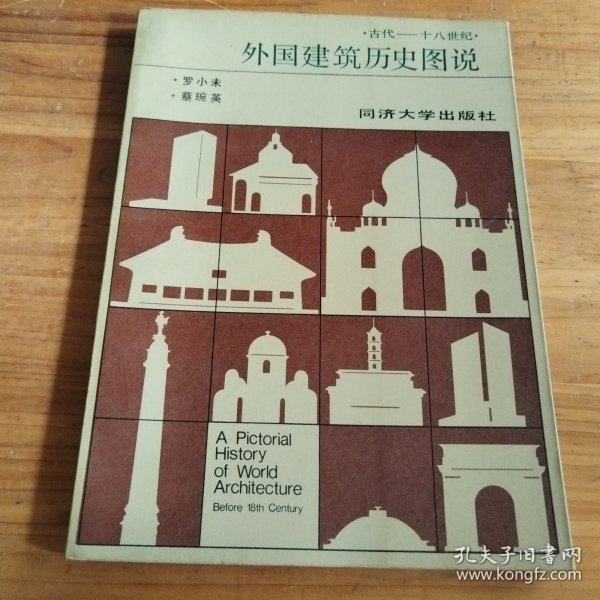 ·古代——十八世纪·
外国建筑历史图说
·罗小未
·蔡琬英
同济大学出版社
A Pictorial
History
of World
Architecture
Before 18th Century
孔夫子旧书网
www.kongfz.com